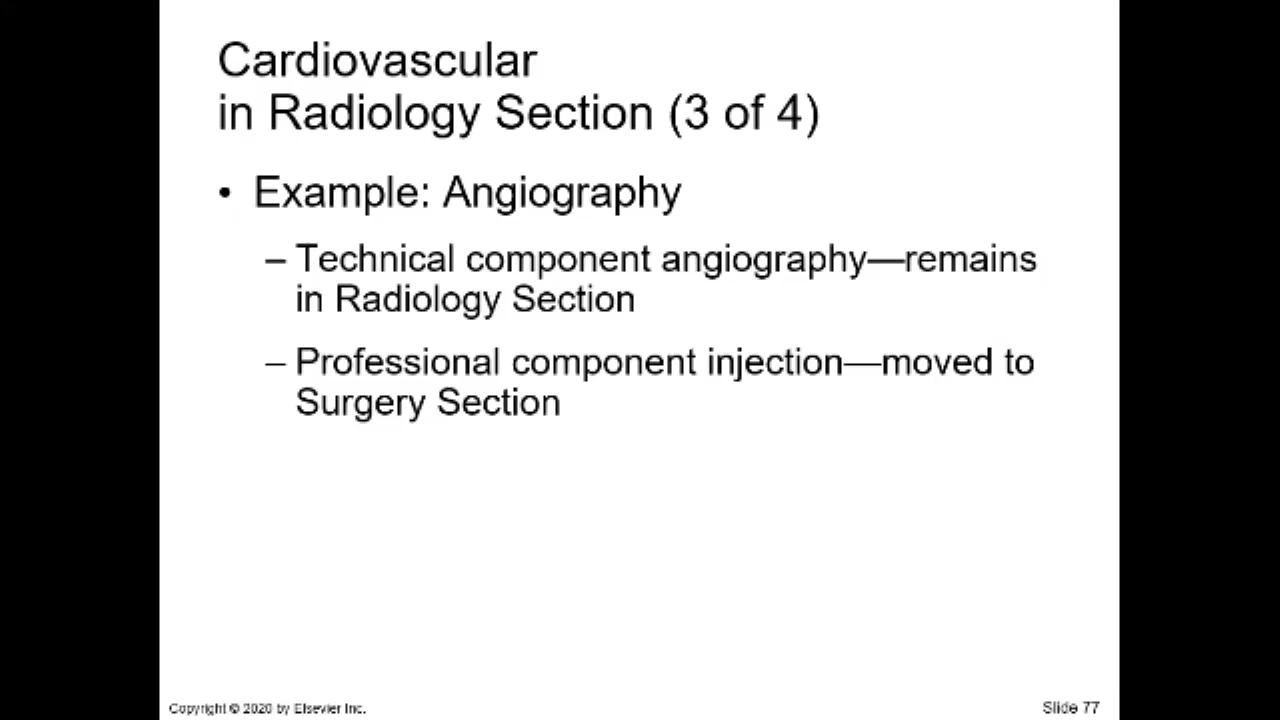 Cardiovascular
in Radiology Section (3 of 4)
• Example: Angiography
– Technical component angiography—remains
in Radiology Section
– Professional component injection—moved to
Surgery Section
Copyright © 2020 by Elsevier Inc.
Slide 77